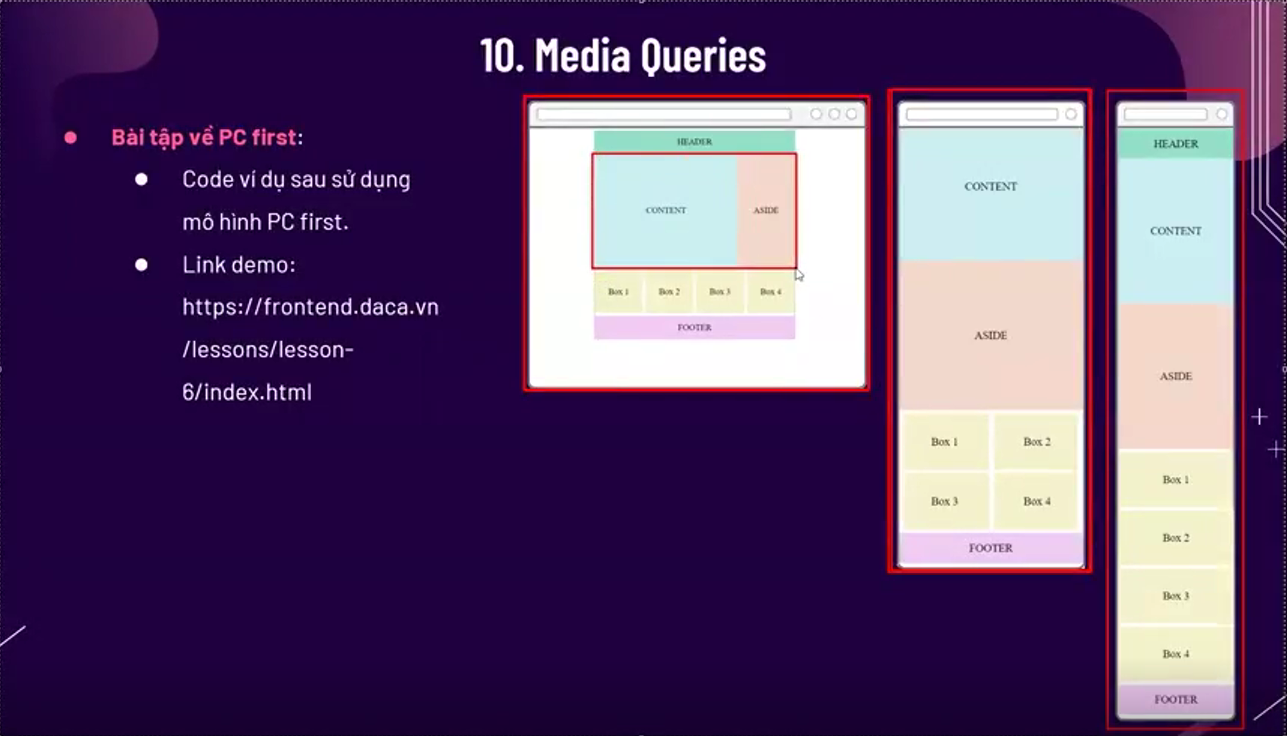 10. Media Queries
Bài tập về PC first:
Code ví dụ sau sử dụng
mô hình PC first.
Link demo:
https://frontend.daca.vn
/lessons/lesson-
6/index.html
HEADER
CONTENT
ASIDE
Box 1
Box 2
Box 3
Box 4
FOOTER
CONTENT
ASIDE
Box 1
Box 2
Box 3
Box 4
FOOTER
HEADER
CONTENT
ASIDE
Box 1
Box 2
Box 3
Box 4
FOOTER